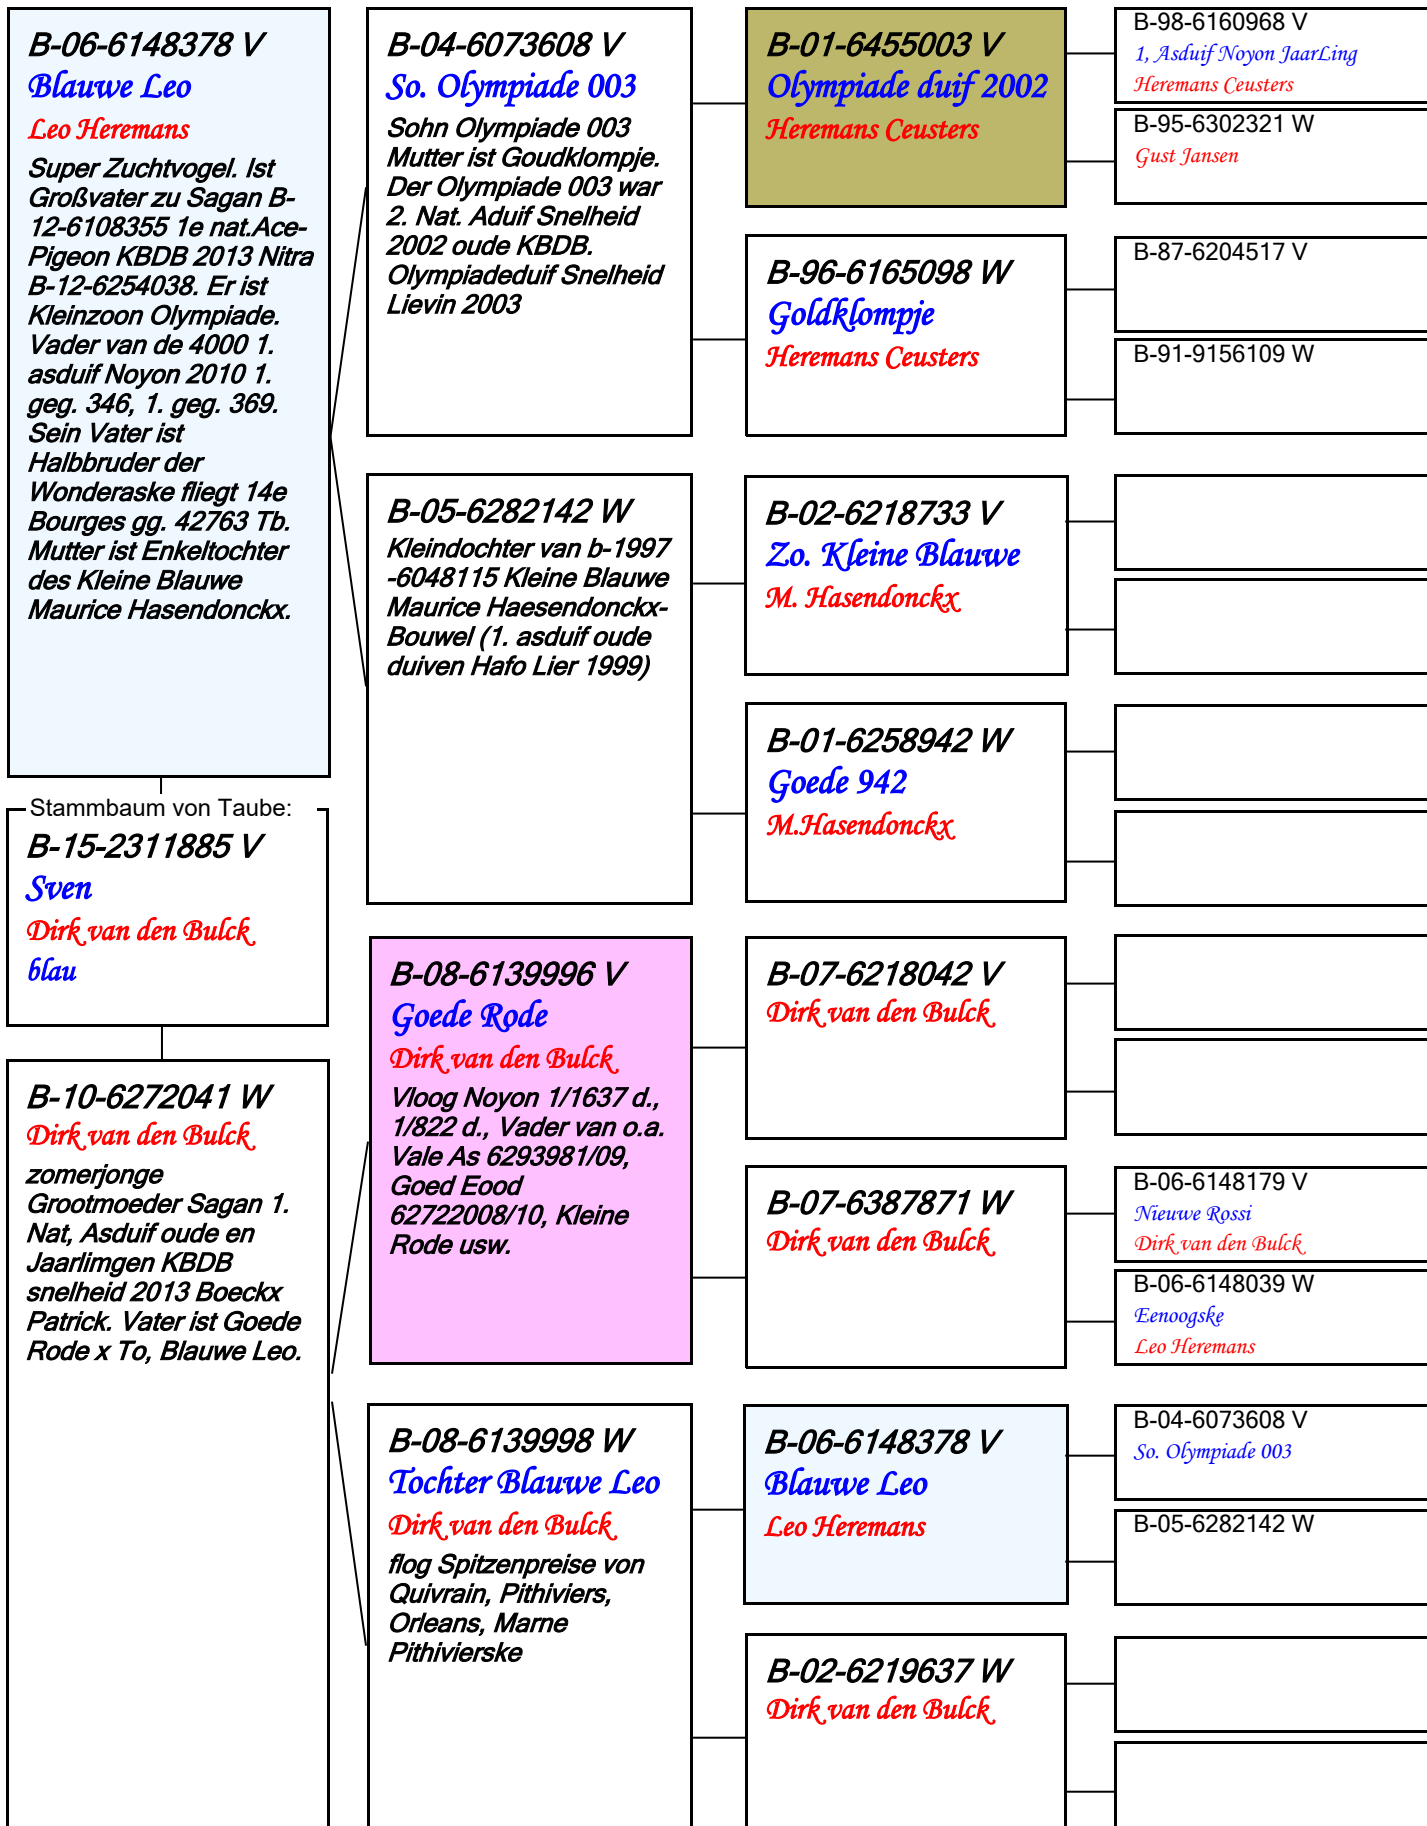 B-06-6148378 V
Blauwe Leo
Leo Heremans
Super Zuchtvogel. Ist
Großvater zu Sagan B-
12-6108355 1e nat.Ace-
Pigeon KBDB 2013 Nitra
B-12-6254038. Er ist
Kleinzoon Olympiade.
Vader van de 4000 1.
asduif Noyon 2010 1.
geg. 346, 1. geg. 369.
Sein Vater ist
Halbbruder der
Wonderaske fliegt 14e
Bourges gg. 42763 Tb.
Mutter ist Enkeltochter
des Kleine Blauwe
Maurice Hasendonckx.
Stammbaum von Taube:
B-15-2311885 V
Sven
Dirk van den Bulck
blau
B-10-6272041 W
Dirk van den Bulck
zomerjonge
Grootmoeder Sagan 1.
Nat, Asduif oude en
Jaarlimgen KBDB
snelheid 2013 Boeckx
Patrick. Vater ist Goede
Rode x To, Blauwe Leo.
B-04-6073608 V
So. Olympiade 003
Sohn Olympiade 003
Mutter ist Goudklompje.
Der Olympiade 003 war
2. Nat. Aduif Snelheid
2002 oude KBDB.
Olympiadeduif Snelheid
Lievin 2003
B-05-6282142 W
Kleindochter van b-1997
-6048115 Kleine Blauwe
Maurice Haesendonckx-
Bouwel (1. asduif oude
duiven Hafo Lier 1999)
B-08-6139996 V
Goede Rode
Dirk van den Bulck
Vloog Noyon 1/1637 d.,
1/822 d., Vader van o.a.
Vale As 6293981/09,
Goed Eood
62722008/10, Kleine
Rode usw.
B-08-6139998 W
Tochter Blauwe Leo
Dirk van den Bulck
flog Spitzenpreise von
Quivrain, Pithiviers,
Orleans, Marne
Pithivierske
B-01-6455003 V
Olympiade duif 2002
Heremans Ceusters
B-96-6165098 W
Goldklompje
Heremans Ceusters
B-02-6218733 V
Zo. Kleine Blauwe
M. Hasendonckx
B-01-6258942 W
Goede 942
M.Hasendonckx
B-07-6218042 V
Dirk van den Bulck
B-07-6387871 W
Dirk van den Bulck
B-06-6148378 V
Blauwe Leo
Leo Heremans
B-02-6219637 W
Dirk van den Bulck
B-98-6160968 V
1, Asduif Noyon JaarLing
Heremans Ceusters
B-95-6302321 W
Gust Jansen
B-87-6204517 V
B-91-9156109 W
B-06-6148179 V
Nieuwe Rossi
Dirk van den Bulck
B-06-6148039 W
Eenoogske
Leo Heremans
B-04-6073608 V
So. Olympiade 003
B-05-6282142 W